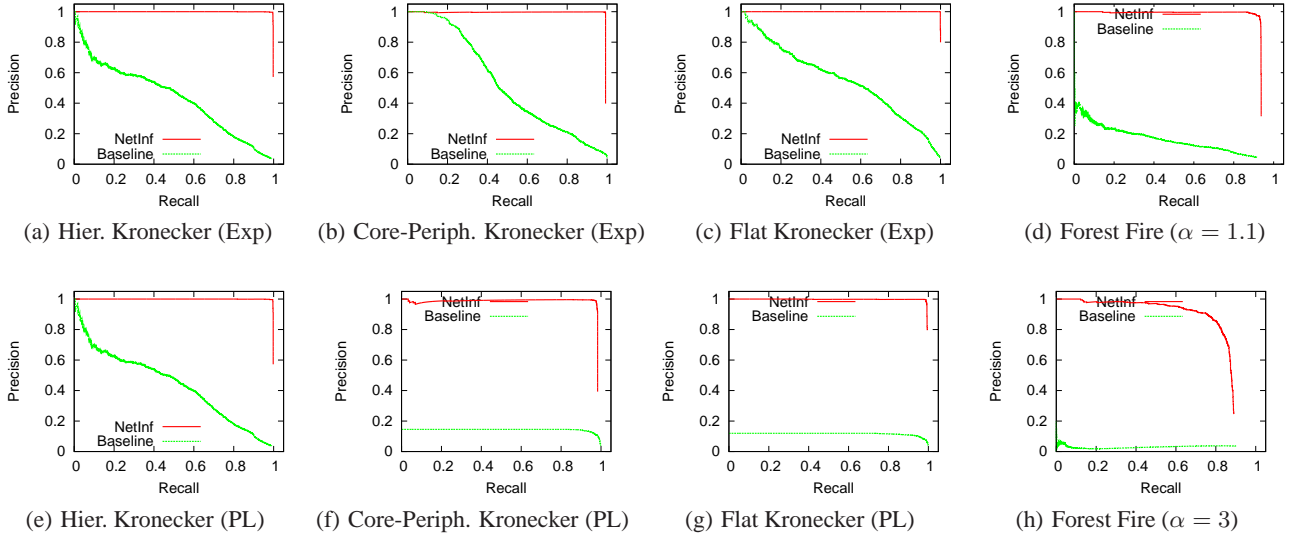 1
0.8
0.6
0.4
0.2
0
Precision
NetInf
Baseline
0 0.2 0.4 0.6 0.8 1
Recall
(a) Hier. Kronecker (Exp)
1
0.8
0.6
0.4
0.2
0
Precision
NetInf
Baseline
0 0.2 0.4 0.6 0.8 1
Recall
(b) Core-Periph. Kronecker (Exp)
1
0.8
0.6
0.4
0.2
0
Precision
NetInf
Baseline
0 0.2 0.4 0.6 0.8 1
Recall
(c) Flat Kronecker (Exp)
1
0.8
0.6
0.4
0.2
0
Precision
NetInf
Baseline
0 0.2 0.4 0.6 0.8 1
Recall
(d) Forest Fire (α = 1.1)
1
0.8
0.6
0.4
0.2
0
Precision
NetInf
Baseline
0 0.2 0.4 0.6 0.8 1
Recall
(e) Hier. Kronecker (PL)
1
0.8
0.6
0.4
0.2
0
Precision
NetInf
Baseline
0 0.2 0.4 0.6 0.8 1
Recall
(f) Core-Periph. Kronecker (PL)
1
0.8
0.6
0.4
0.2
0
Precision
NetInf
Baseline
0 0.2 0.4 0.6 0.8 1
Recall
(g) Flat Kronecker (PL)
1
0.8
0.6
0.4
0.2
0
Precision
NetInf
Baseline
0 0.2 0.4 0.6 0.8 1
Recall
(h) Forest Fire (α = 3)